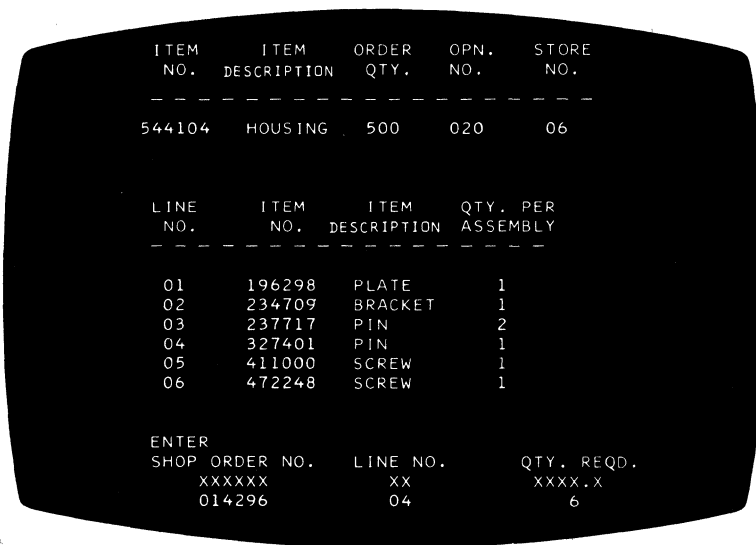 ITEM ITEM ORDER OPN. STORE
NO. DESCRIPTION QTY. NO. NO.
544104 HOUSING 500 020 06
LINE ITEM ITEM QTY. PER
NO. NO. DESCRIPTION ASSEMBLY
01 196298 PLATE 1
02 234709 BRACKET 1
03 237717 PIN 2
04 327401 PIN 1
05 411000 SCREW 1
06 472248 SCREW 1
ENTER
SHOP ORDER NO. LINE NO. QTY. REQD.
XXXXXX XX XXXX.X
014296 04 6